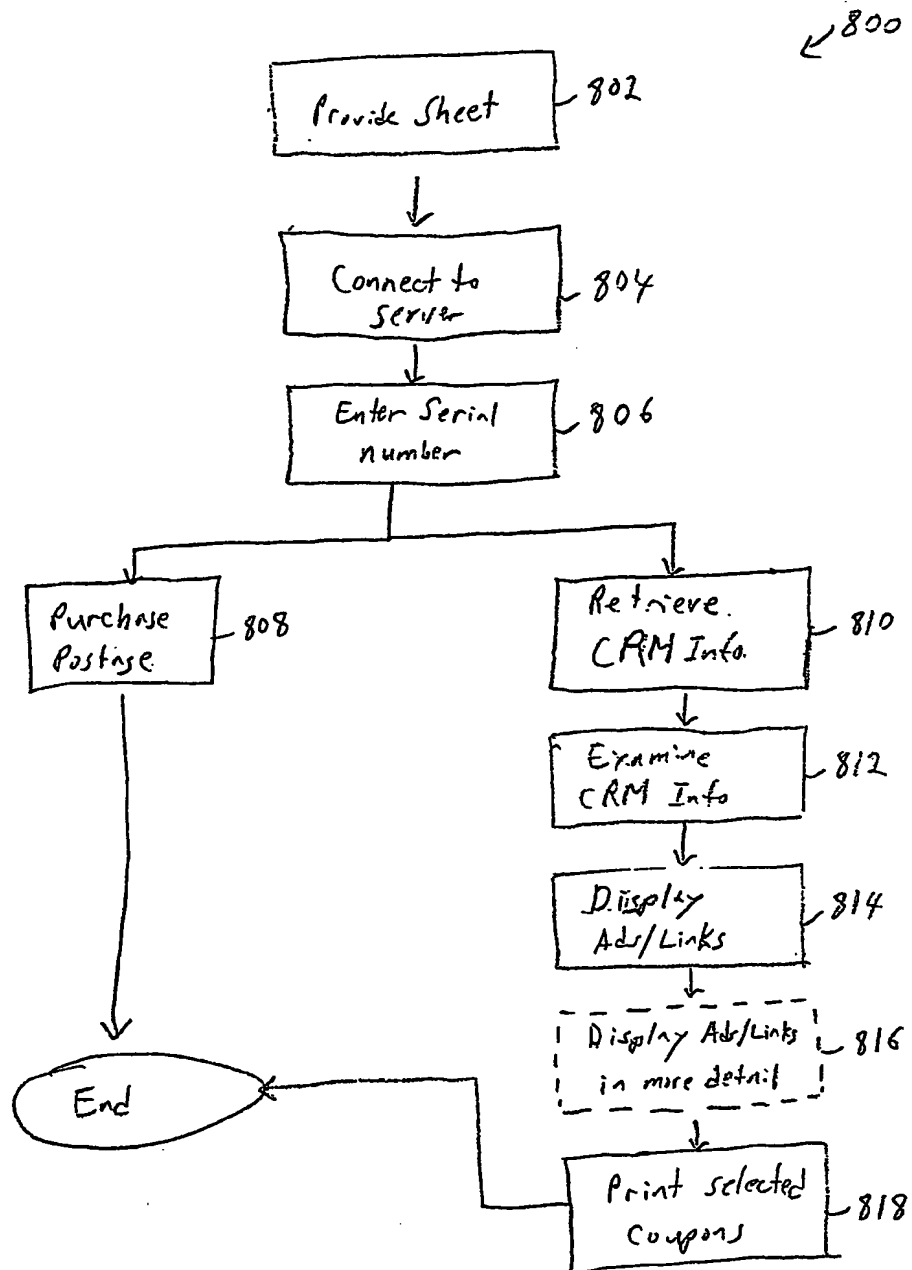 800
Provide Sheet
802
Connect to
server
804
Enter Serial
number
806
Purchase
Postage
808
Retrieve
CRM Info.
810
Examine
CRM Info
812
Display
Ads/Links
814
Display Ads/Links
in more detail
816
End
Print selected
coupons
818